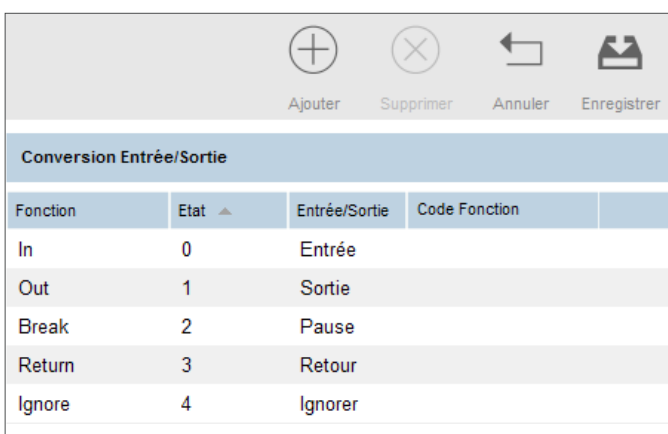 Ajouter Supprimer Annuler Enregistrer
Conversion Entrée/Sortie
Fonction Etat Entrée/Sortie Code Fonction
In 0 Entrée
Out 1 Sortie
Break 2 Pause
Return 3 Retour
Ignore 4 Ignorer